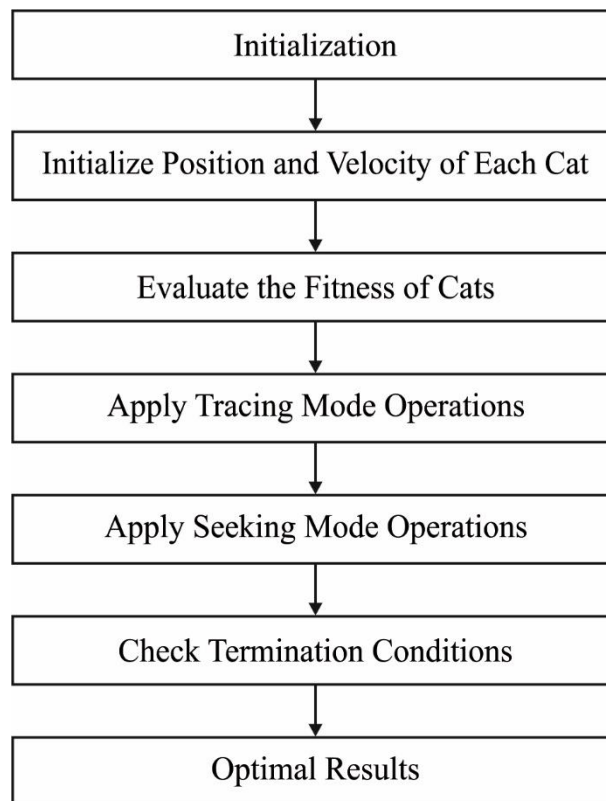 Initialization
Initialize Position and Velocity of Each Cat
Evaluate the Fitness of Cats
Apply Tracing Mode Operations
Apply Seeking Mode Operations
Check Termination Conditions
Optimal Results